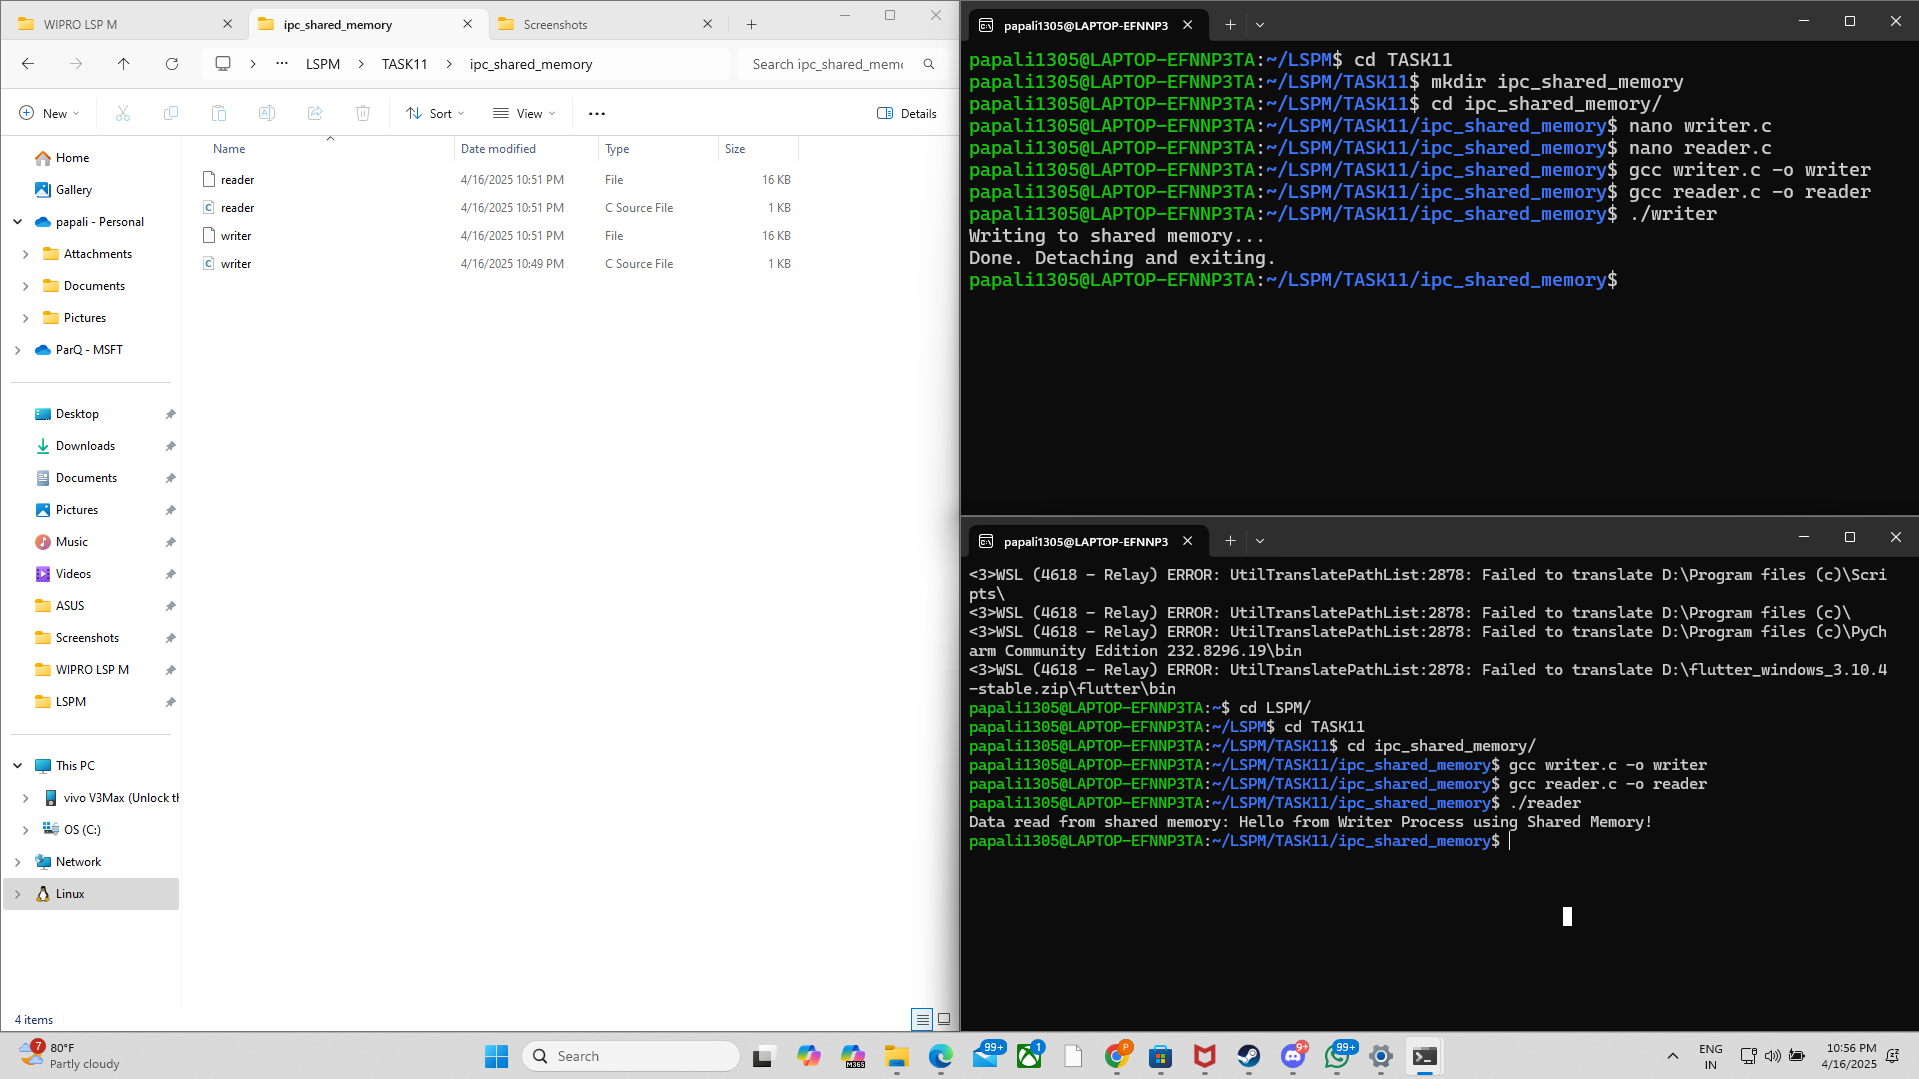 WIPRO LSP M
ipc_shared_memory
Screenshots
LSPM
TASK11
ipc_shared_memory
Search ipc_shared_memo
New
Sort
View
Details
Name
Date modified
Type
Size
reader 4/16/2025 10:51 PM File 16 KB
reader 4/16/2025 10:51 PM C Source File 1 KB
writer 4/16/2025 10:51 PM File 16 KB
writer 4/16/2025 10:49 PM C Source File 1 KB
Home
Gallery
papali - Personal
Attachments
Documents
Pictures
ParQ - MSFT
Desktop
Downloads
Documents
Pictures
Music
Videos
ASUS
Screenshots
WIPRO LSP M
LSPM
This PC
vivo V3Max (Unlock th
OS (C:)
Network
Linux
4 items
papali1305@LAPTOP-EFNNP3
papali1305@LAPTOP-EFNNP3TA:~/LSPM$ cd TASK11
papali1305@LAPTOP-EFNNP3TA:~/LSPM/TASK11$ mkdir ipc_shared_memory
papali1305@LAPTOP-EFNNP3TA:~/LSPM/TASK11$ cd ipc_shared_memory/
papali1305@LAPTOP-EFNNP3TA:~/LSPM/TASK11/ipc_shared_memory$ nano writer.c
papali1305@LAPTOP-EFNNP3TA:~/LSPM/TASK11/ipc_shared_memory$ nano reader.c
papali1305@LAPTOP-EFNNP3TA:~/LSPM/TASK11/ipc_shared_memory$ gcc writer.c -o writer
papali1305@LAPTOP-EFNNP3TA:~/LSPM/TASK11/ipc_shared_memory$ gcc reader.c -o reader
papali1305@LAPTOP-EFNNP3TA:~/LSPM/TASK11/ipc_shared_memory$ ./writer
Writing to shared memory...
Done. Detaching and exiting.
papali1305@LAPTOP-EFNNP3TA:~/LSPM/TASK11/ipc_shared_memory$
papali1305@LAPTOP-EFNNP3
<3>WSL (4618 - Relay) ERROR: UtilTranslatePathList:2878: Failed to translate D:\Program files (c)\Scri
pts\
<3>WSL (4618 - Relay) ERROR: UtilTranslatePathList:2878: Failed to translate D:\Program files (c)\
<3>WSL (4618 - Relay) ERROR: UtilTranslatePathList:2878: Failed to translate D:\Program files (c)\PyCh
arm Community Edition 232.8296.19\bin
<3>WSL (4618 - Relay) ERROR: UtilTranslatePathList:2878: Failed to translate D:\flutter_windows_3.10.4
-stable.zip\flutter\bin
papali1305@LAPTOP-EFNNP3TA:~$ cd LSPM/
papali1305@LAPTOP-EFNNP3TA:~/LSPM$ cd TASK11
papali1305@LAPTOP-EFNNP3TA:~/LSPM/TASK11$ cd ipc_shared_memory/
papali1305@LAPTOP-EFNNP3TA:~/LSPM/TASK11/ipc_shared_memory$ gcc writer.c -o writer
papali1305@LAPTOP-EFNNP3TA:~/LSPM/TASK11/ipc_shared_memory$ gcc reader.c -o reader
papali1305@LAPTOP-EFNNP3TA:~/LSPM/TASK11/ipc_shared_memory$ ./reader
Data read from shared memory: Hello from Writer Process using Shared Memory!
papali1305@LAPTOP-EFNNP3TA:~/LSPM/TASK11/ipc_shared_memory$
7
80°F
Partly cloudy
Search
M365
99+
1
P
9+
99+
ENG
IN
10:56 PM
4/16/2025